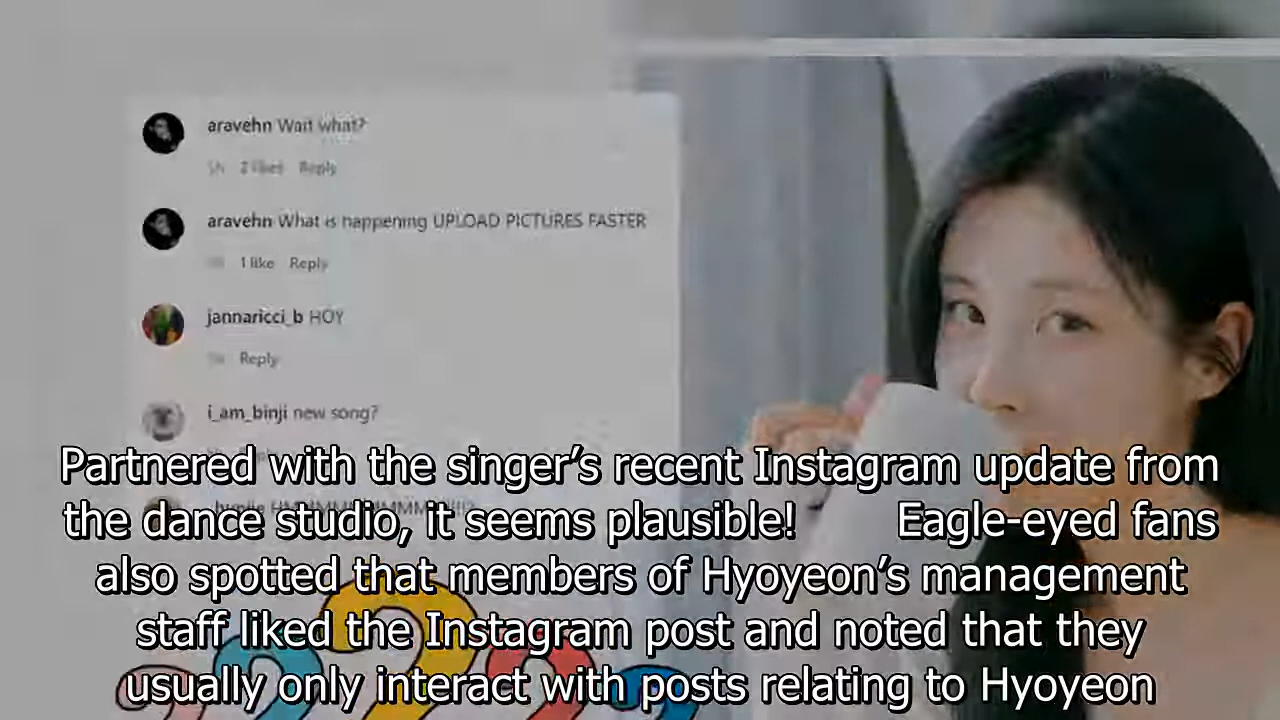 aravehn Wait what?
2 likes Reply
aravehn What is happening UPLOAD PICTURES FASTER
1 like Reply
jannaricci_b HOY
Reply
i_am_binji new song?
Partnered with the singer’s recent Instagram update from
the dance studio, it seems plausible! Eagle-eyed fans
also spotted that members of Hyoyeon’s management
staff liked the Instagram post and noted that they
usually only interact with posts relating to Hyoyeon